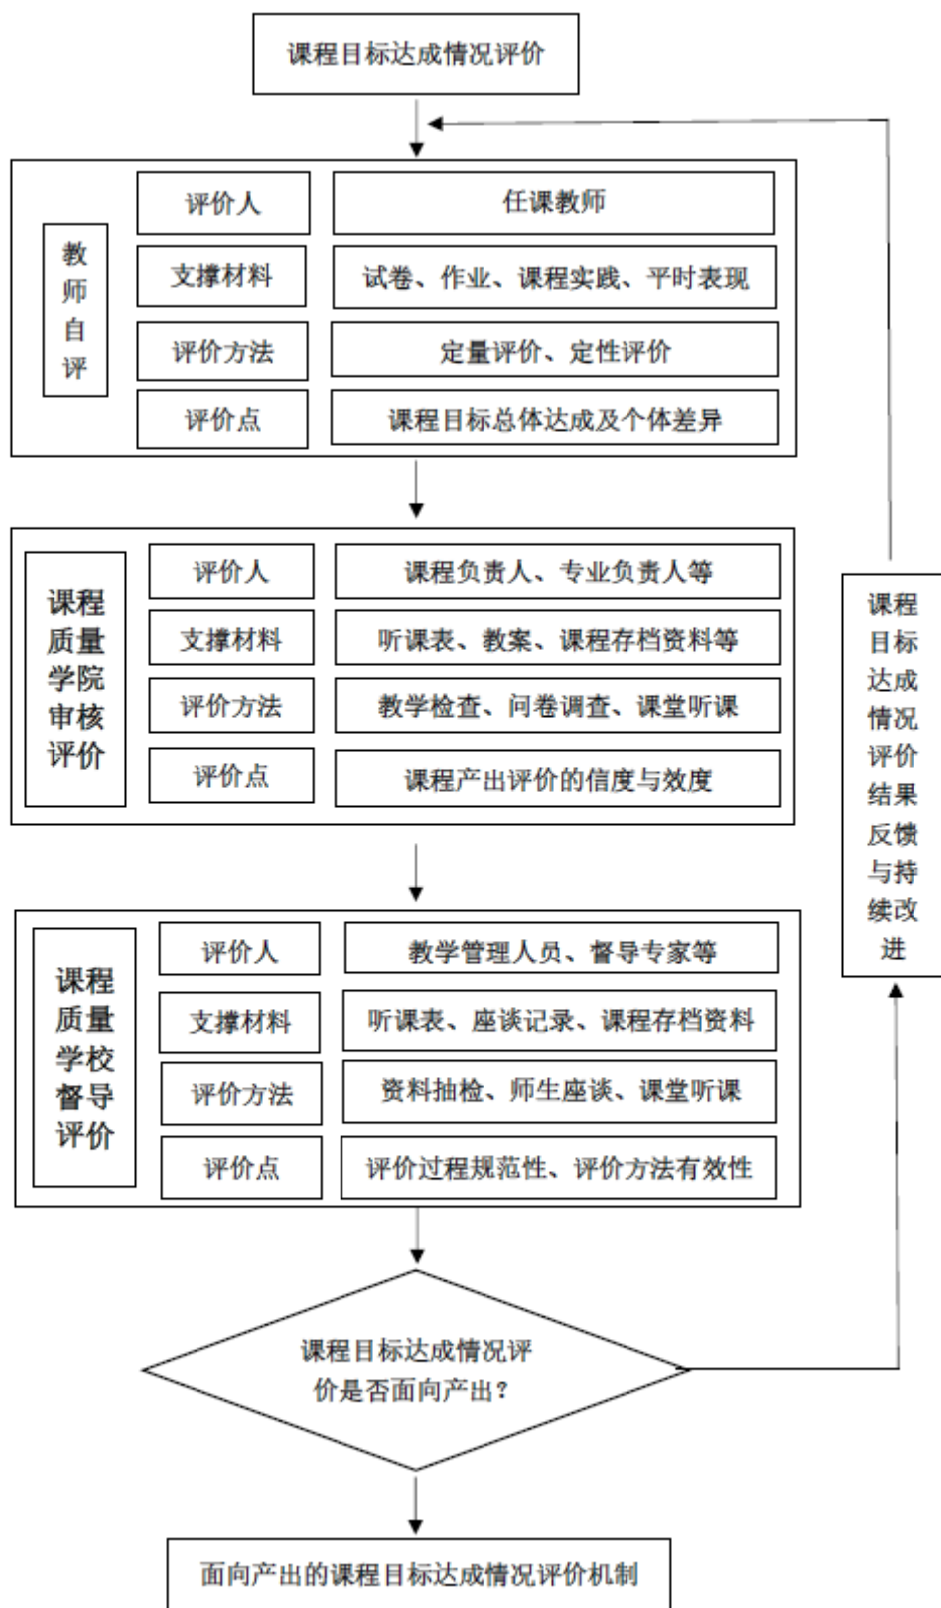 课程目标达成情况评价
教师自评
评价人
任课教师
支撑材料
试卷、作业、课程实践、平时表现
评价方法
定量评价、定性评价
评价点
课程目标总体达成及个体差异
课程
质量
学院
审核
评价
评价人
课程负责人、专业负责人等
支撑材料
听课表、教案、课程存档资料等
评价方法
教学检查、问卷调查、课堂听课
评价点
课程产出评价的信度与效度
课程
质量
学校
督导
评价
评价人
教学管理人员、督导专家等
支撑材料
听课表、座谈记录、课程存档资料
评价方法
资料抽检、师生座谈、课堂听课
评价点
评价过程规范性、评价方法有效性
课程目标达成情况评
价是否面向产出？
课程
目标
达成
情况
评价
结果
反馈
与持
续改
进
面向产出的课程目标达成情况评价机制